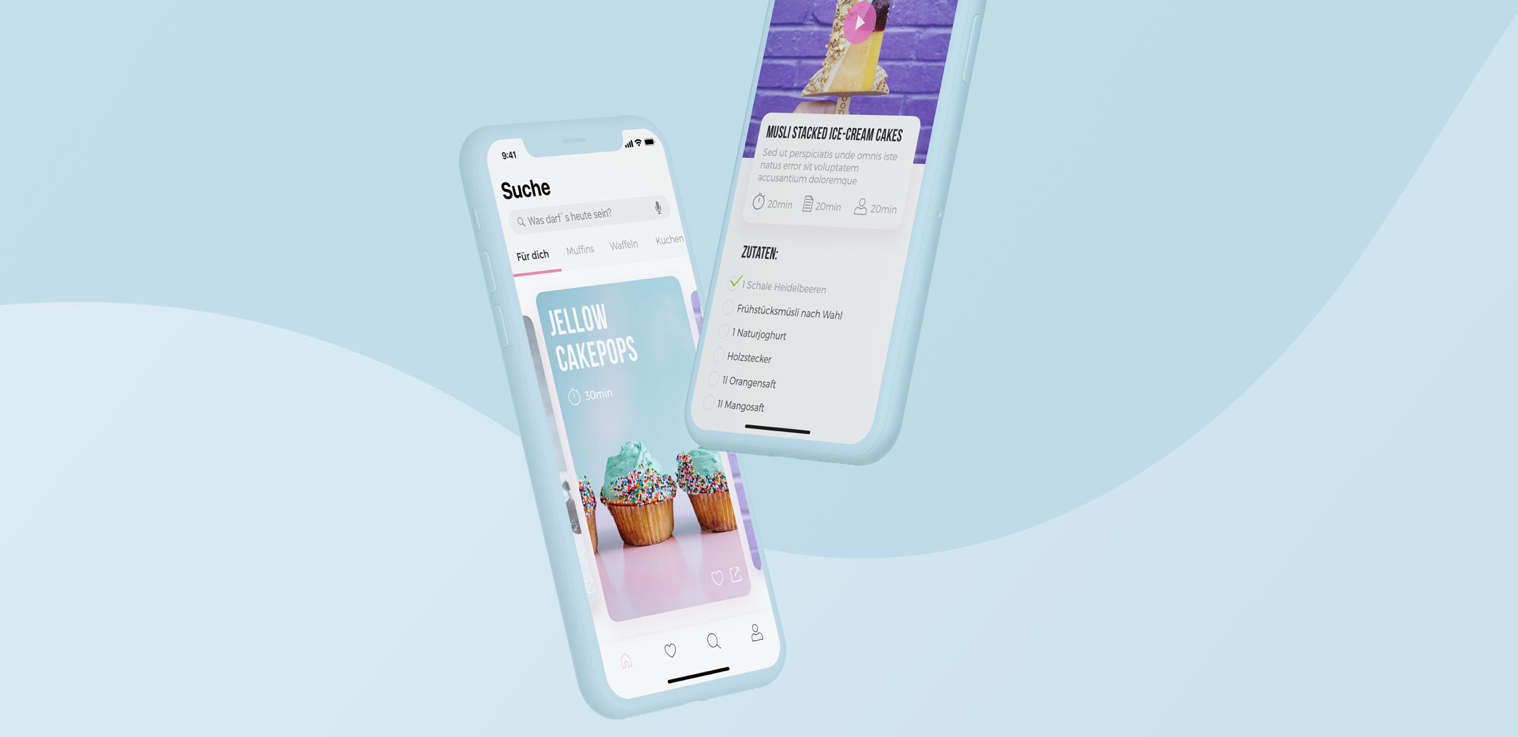 9:41
Suche
Was darf´s heute sein?
Für dich
Muffins
Waffeln
Kuchen
JELLOW
CAKEPOPS
30min
MUSLI STACKED ICE-CREAM CAKES
Sed ut perspiciatis unde omnis iste
natus error sit voluptatem
accusantium doloremque
20min
20min
20min
ZUTATEN:
1 Schale Heidelbeeren
Frühstücksmüsli nach Wahl
1 Naturjoghurt
Holzstecker
1l Orangensaft
1l Mangosaft